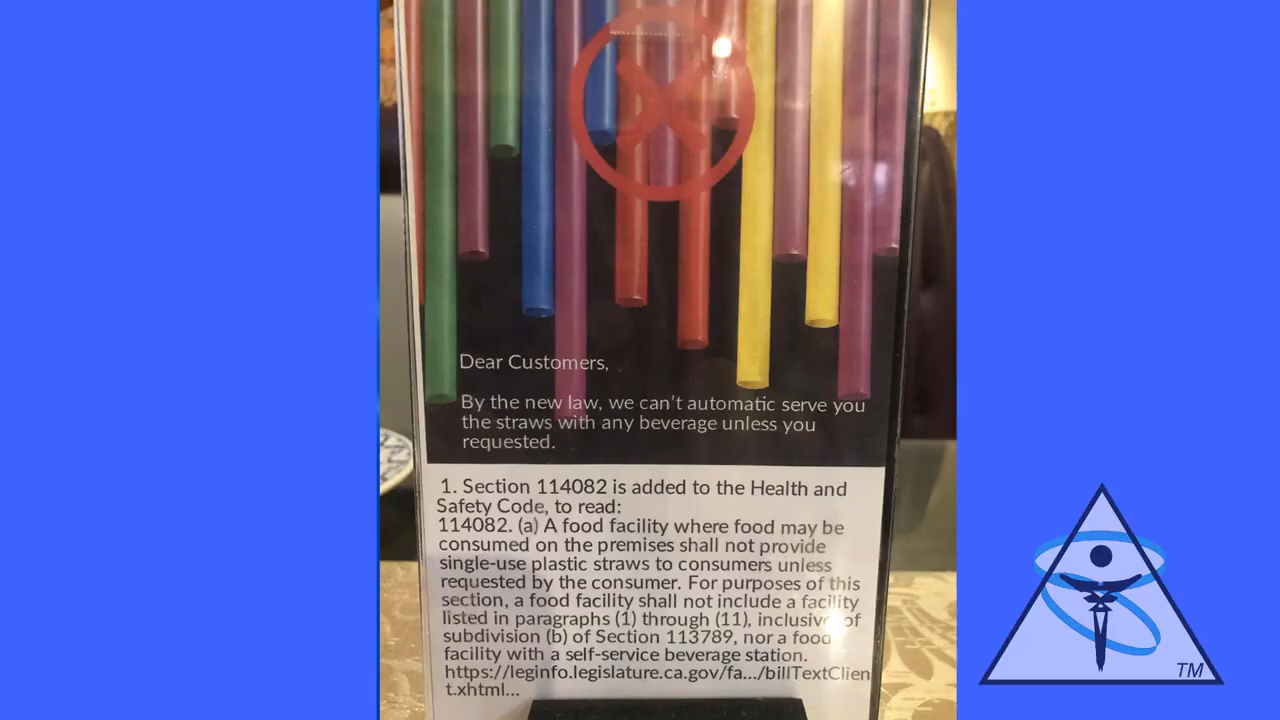 Dear Customers,
By the new law, we can't automatic serve you
the straws with any beverage unless you
requested.
1. Section 114082 is added to the Health and
Safety Code, to read:
114082. (a) A food facility where food may be
consumed on the premises shall not provide
single-use plastic straws to consumers unless
requested by the consumer. For purposes of this
section, a food facility shall not include a facility
listed in paragraphs (1) through (11), inclusive, of
subdivision (b) of Section 113789, nor a food
facility with a self-service beverage station.
https://leginfo.legislature.ca.gov/fa.../billTextClien
t.xhtml...
TM